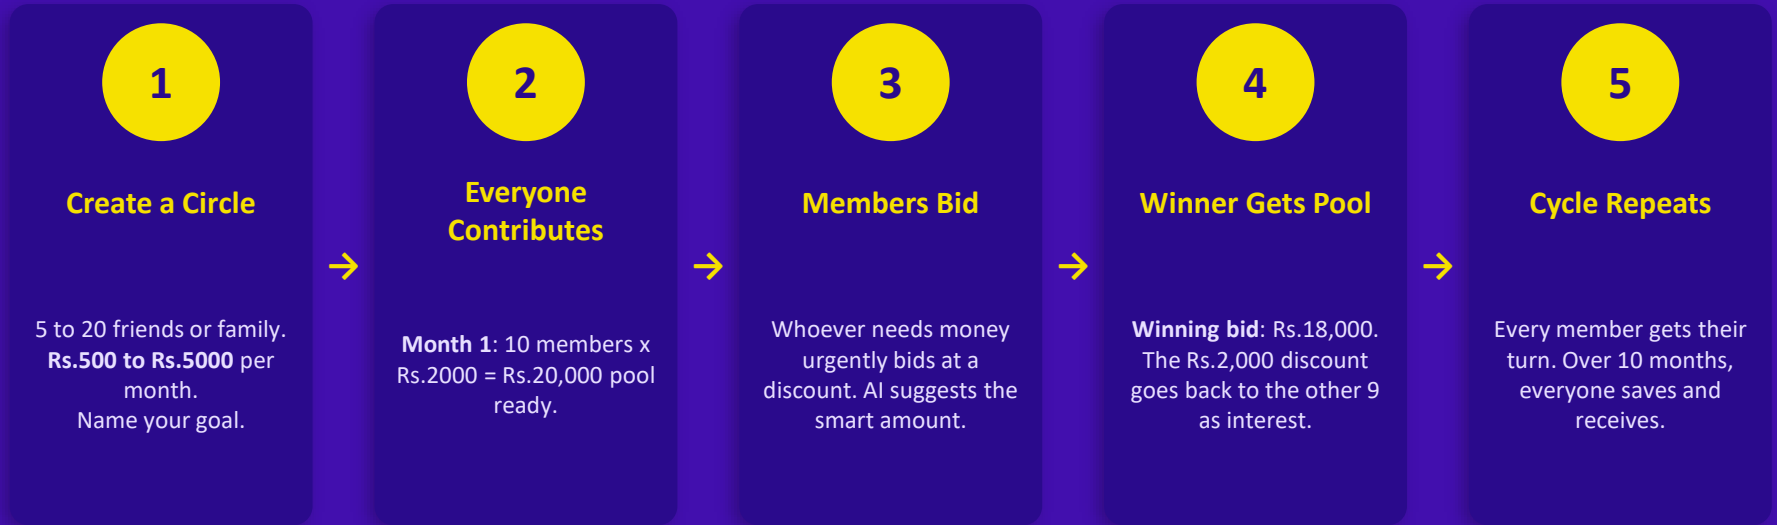 1
Create a Circle
5 to 20 friends or family.
Rs.500 to Rs.5000 per
month.
Name your goal.
→
2
Everyone
Contributes
Month 1: 10 members x
Rs.2000 = Rs.20,000 pool
ready.
→
3
Members Bid
Whoever needs money
urgently bids at a
discount. AI suggests the
smart amount.
→
4
Winner Gets Pool
Winning bid: Rs.18,000.
The Rs.2,000 discount
goes back to the other 9
as interest.
→
5
Cycle Repeats
Every member gets their
turn. Over 10 months,
everyone saves and
receives.